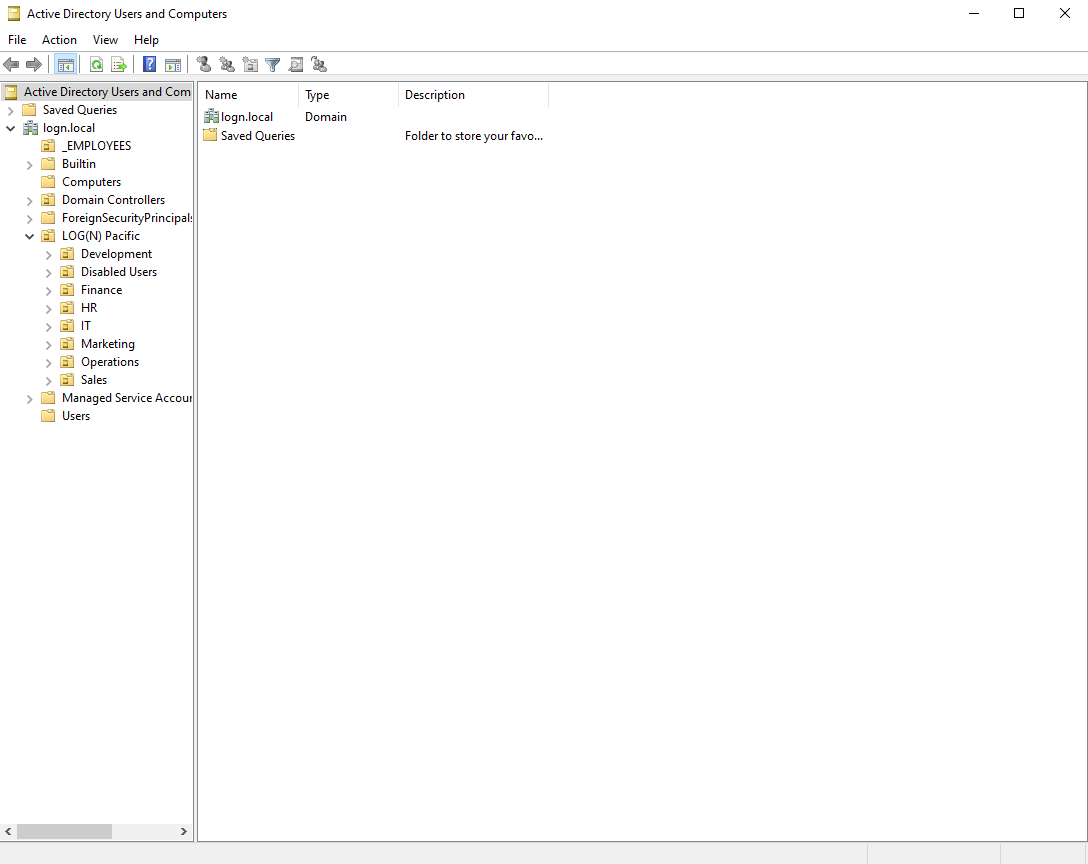 Active Directory Users and Computers
File Action View Help
Active Directory Users and Com
Saved Queries
logn.local
_EMPLOYEES
Builtin
Computers
Domain Controllers
ForeignSecurityPrincipals
LOG(N) Pacific
Development
Disabled Users
Finance
HR
IT
Marketing
Operations
Sales
Managed Service Accour
Users
Name Type Description
logn.local Domain
Saved Queries Folder to store your favo...